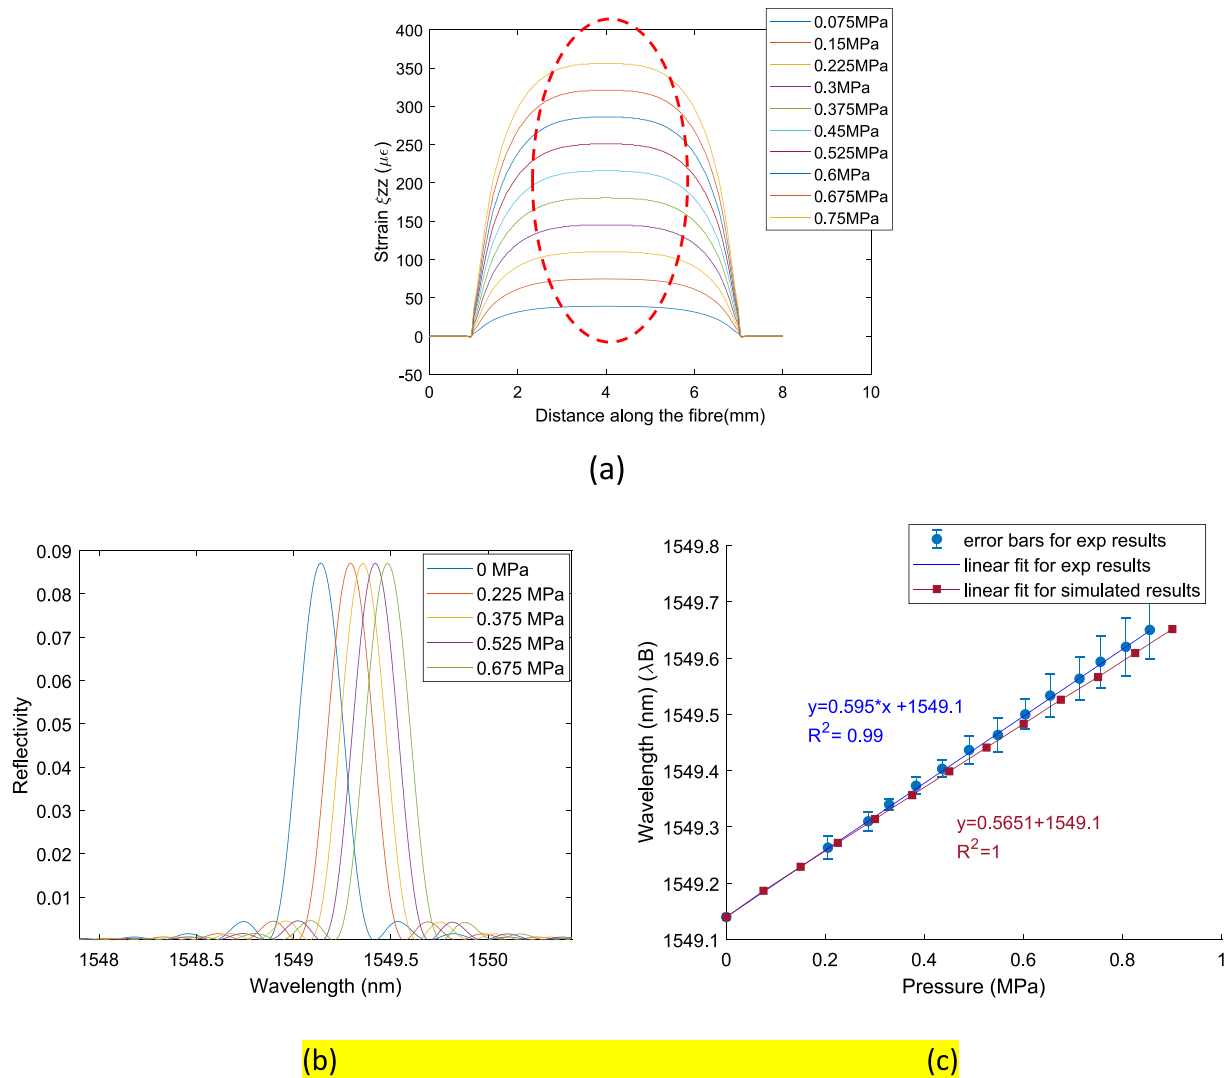 400
350
300
250
200
150
100
50
0
-50
Strrain ξzz (με)
0 2 4 6 8 10
Distance along the fibre(mm)
0.075MPa
0.15MPa
0.225MPa
0.3MPa
0.375MPa
0.45MPa
0.525MPa
0.6MPa
0.675MPa
0.75MPa
(a)
0.09
0.08
0.07
0.06
0.05
0.04
0.03
0.02
0.01
Reflectivity
1548 1548.5 1549 1549.5 1550
Wavelength (nm)
0 MPa
0.225 MPa
0.375 MPa
0.525 MPa
0.675 MPa
1549.8
1549.7
1549.6
1549.5
1549.4
1549.3
1549.2
1549.1
Wavelength (nm) (λB)
0 0.2 0.4 0.6 0.8 1
Pressure (MPa)
error bars for exp results
linear fit for exp results
linear fit for simulated results
y=0.595*x +1549.1
R²= 0.99
y=0.5651+1549.1
R²=1
(b) (c)